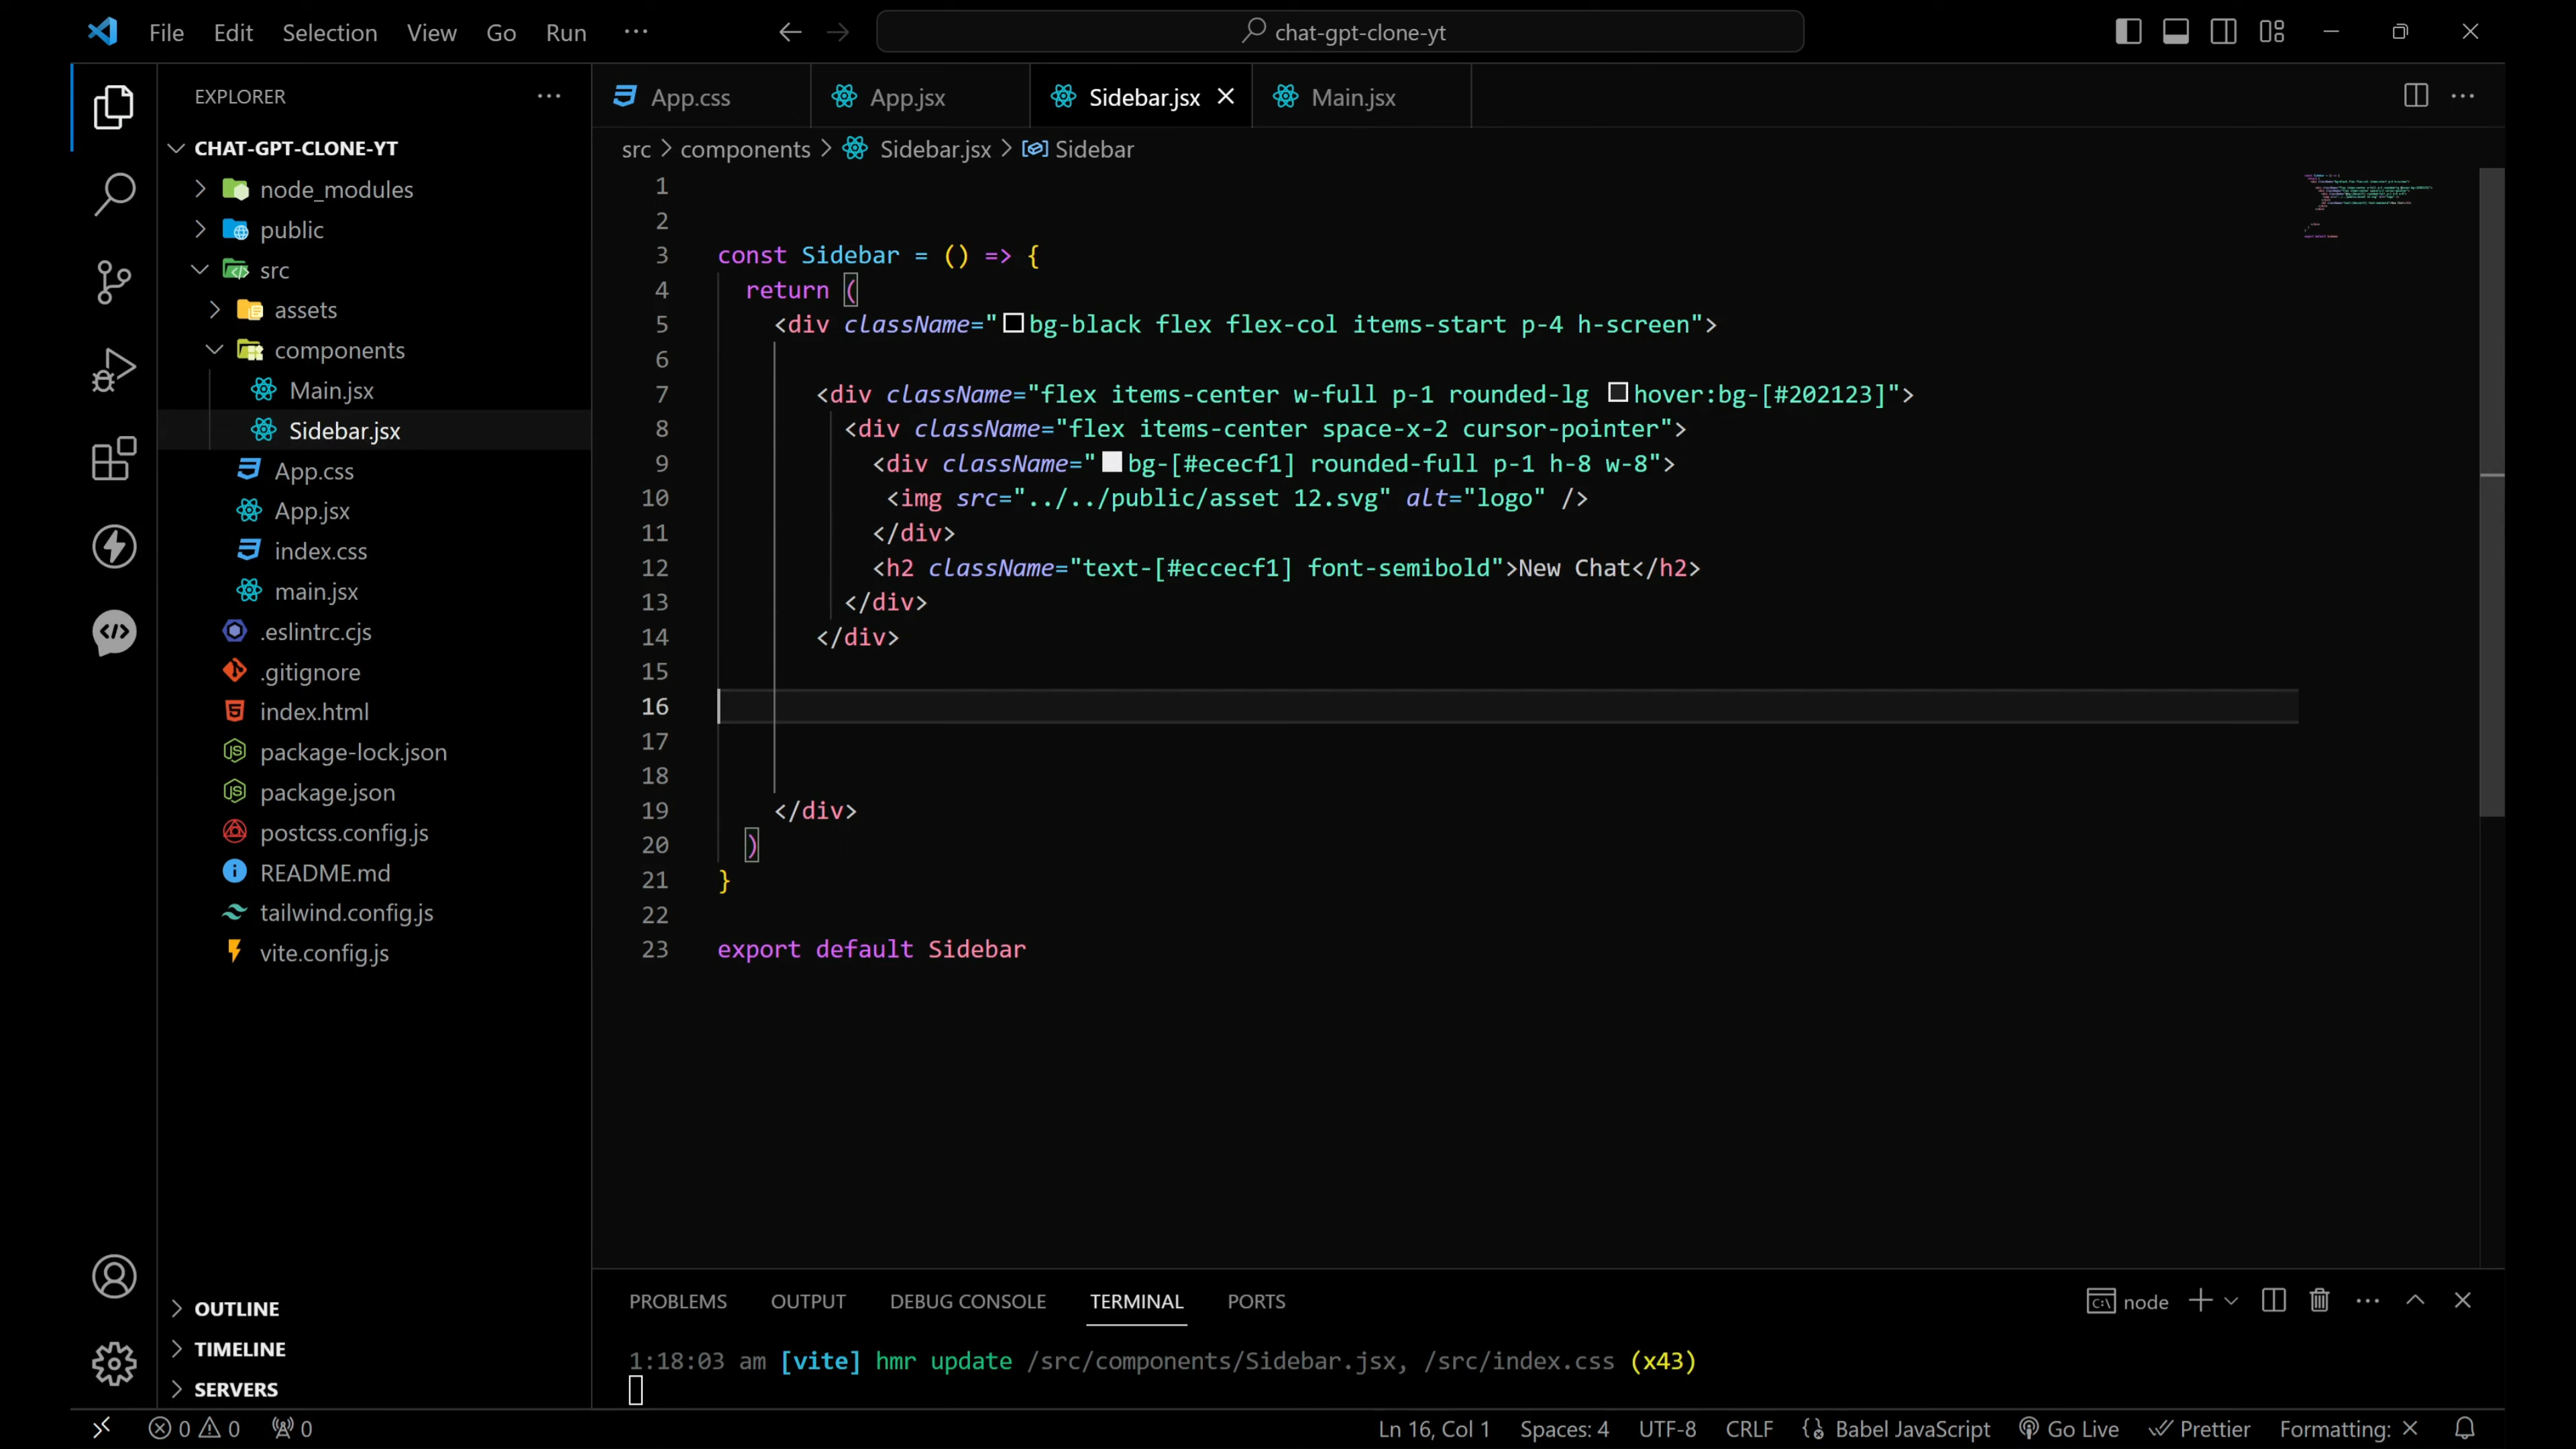 File Edit Selection View Go Run ··· chat-gpt-clone-yt
EXPLORER ···
CHAT-GPT-CLONE-YT
node_modules
public
src
assets
components
Main.jsx
Sidebar.jsx
App.css
App.jsx
index.css
main.jsx
.eslintrc.cjs
.gitignore
index.html
package-lock.json
package.json
postcss.config.js
README.md
tailwind.config.js
vite.config.js
OUTLINE
TIMELINE
SERVERS
App.css App.jsx Sidebar.jsx Main.jsx
src > components > Sidebar.jsx > Sidebar
1
2
3 const Sidebar = () => {
4 return (
5 <div className="bg-black flex flex-col items-start p-4 h-screen">
6
7 <div className="flex items-center w-full p-1 rounded-lg hover:bg-[#202123]">
8 <div className="flex items-center space-x-2 cursor-pointer">
9 <div className="bg-[#ececf1] rounded-full p-1 h-8 w-8">
10 <img src="../../public/asset 12.svg" alt="logo" />
11 </div>
12 <h2 className="text-[#eccecf1] font-semibold">New Chat</h2>
13 </div>
14 </div>
15
16
17
18
19 </div>
20 )
21 }
22
23 export default Sidebar
PROBLEMS OUTPUT DEBUG CONSOLE TERMINAL PORTS node
1:18:03 am [vite] hmr update /src/components/Sidebar.jsx, /src/index.css (x43)
0 0 0 Ln 16, Col 1 Spaces: 4 UTF-8 CRLF Babel JavaScript Go Live Prettier Formatting: ×